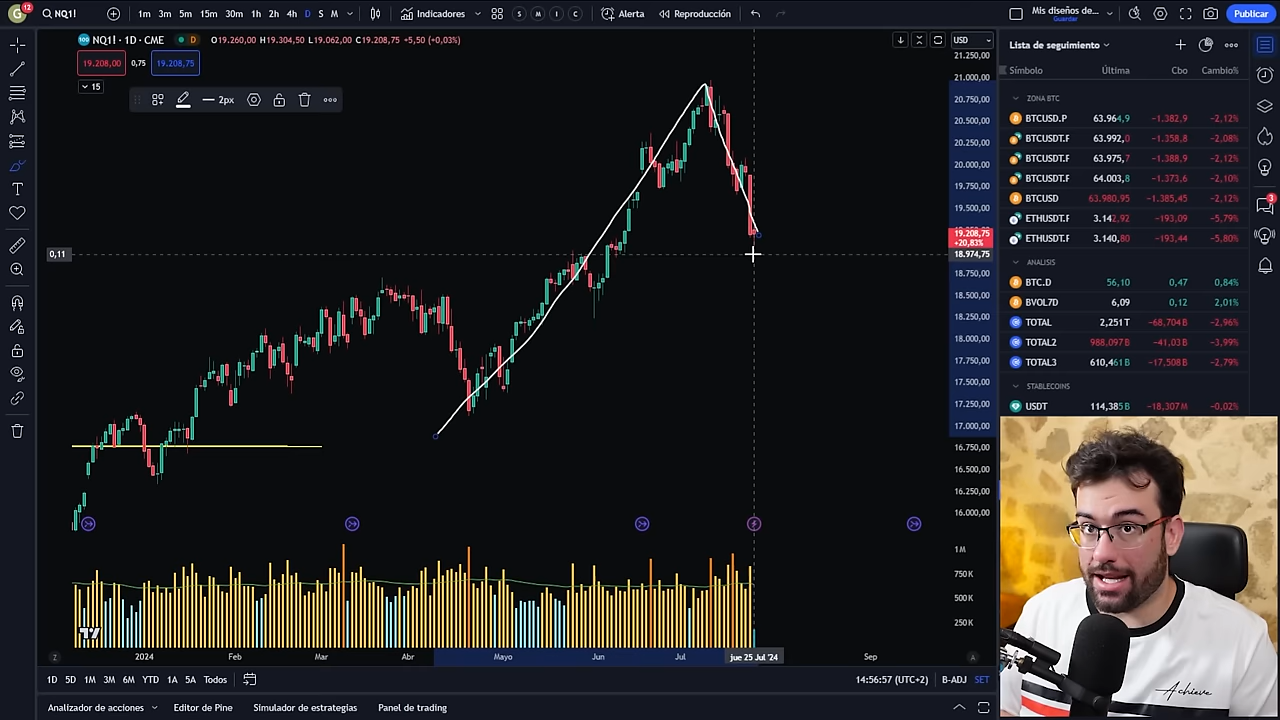 G 12 NQ1! 1m 3m 5m 15m 30m 1h 2h 4h D S M Indicadores S M I C Alerta Reproducción Mis diseños de... Guardar Publicar
NQ1! · 1D · CME D O19.260,00 H19.304,50 L19.062,00 C19.208,75 +5,50 (+0,03%) USD
19.208,00 0,75 19.208,75
15
2px
21.250,00
21.000,00
20.750,00
20.500,00
20.250,00
20.000,00
19.750,00
19.500,00
19.208,75
+20,83%
0,11 18.974,75
18.750,00
18.500,00
18.250,00
18.000,00
17.750,00
17.500,00
17.250,00
17.000,00
16.750,00
16.500,00
16.250,00
16.000,00
1M
750K
500K
250K
Z 2024 Feb Mar Abr Mayo Jun Jul jue 25 Jul '24 Sep A
1D 5D 1M 3M 6M YTD 1A 5A Todos 14:56:57 (UTC+2) B-ADJ SET
Analizador de acciones Editor de Pine Simulador de estrategias Panel de trading
Lista de seguimiento
Símbolo Última Cbo Cambio%
ZONA BTC
BTCUSD.P 63.964,9 −1.382,9 −2,12%
BTCUSDT.F 63.992,0 −1.358,8 −2,08%
BTCUSDT.F 63.975,7 −1.388,9 −2,12%
BTCUSDT.F 64.003,8 −1.373,6 −2,10%
BTCUSD 63.980,95 −1.385,45 −2,12%
ETHUSDT.F 3.142,92 −193,09 −5,79%
ETHUSDT.F 3.140,80 −193,44 −5,80%
ANALISIS
BTC.D 56,10 0,47 0,84%
BVOL7D 6,09 0,12 2,01%
TOTAL 2,251T −68,704B −2,96%
TOTAL2 988,097B −41,03B −3,99%
TOTAL3 610,461B −17,508B −2,79%
STABLECOINS
USDT 114,385B −18,307M −0,02%
3
Achieve